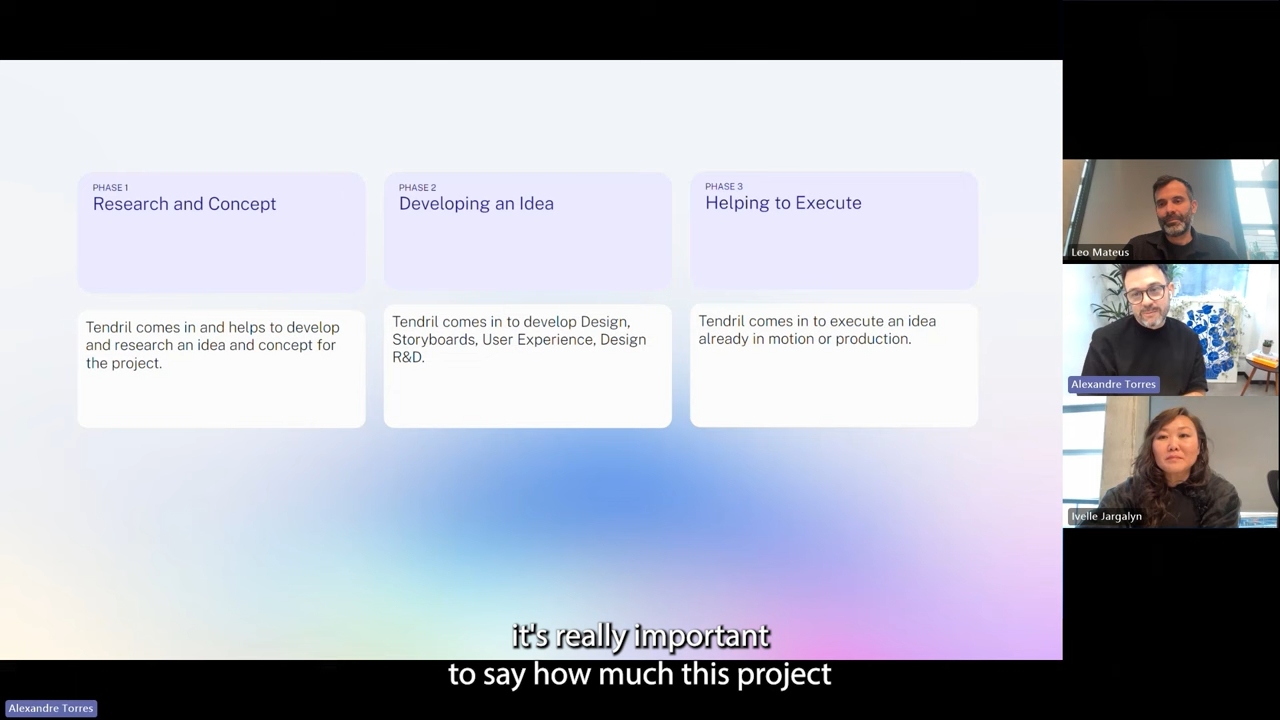 PHASE 1
Research and Concept
Tendril comes in and helps to develop
and research an idea and concept for
the project.
PHASE 2
Developing an Idea
Tendril comes in to develop Design,
Storyboards, User Experience, Design
R&D.
PHASE 3
Helping to Execute
Tendril comes in to execute an idea
already in motion or production.
Leo Mateus
Alexandre Torres
Ivelle Jargalyn
it's really important
to say how much this project
Alexandre Torres